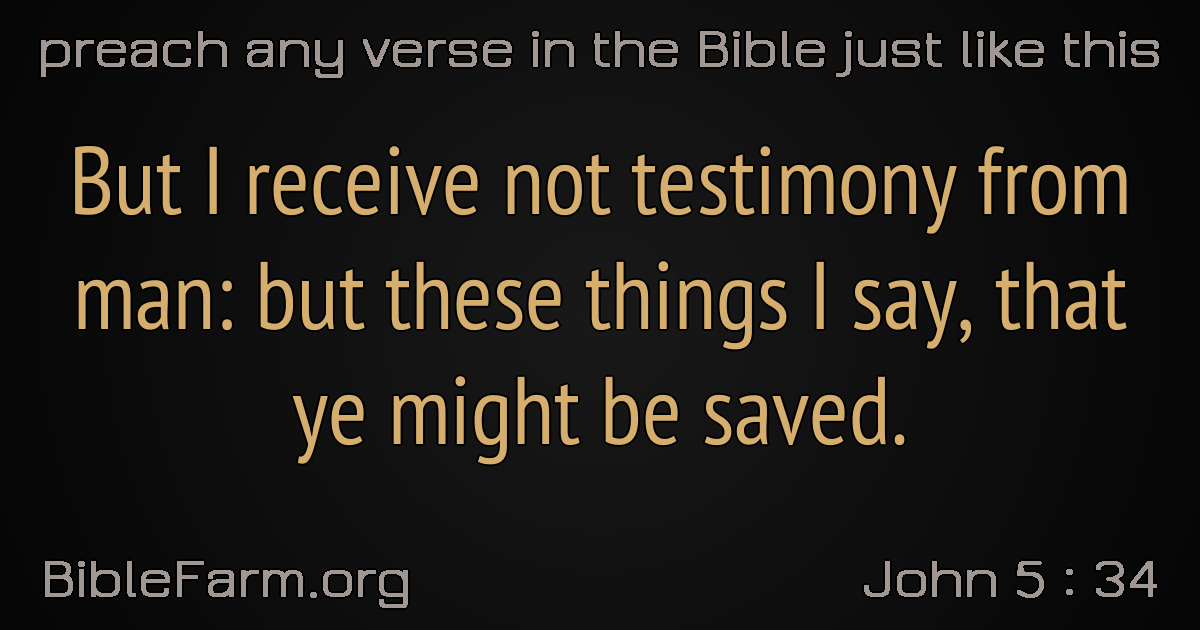 preach any verse in the Bible just like this
But I receive not testimony from
man: but these things I say, that
ye might be saved.
BibleFarm.org
John 5 : 34